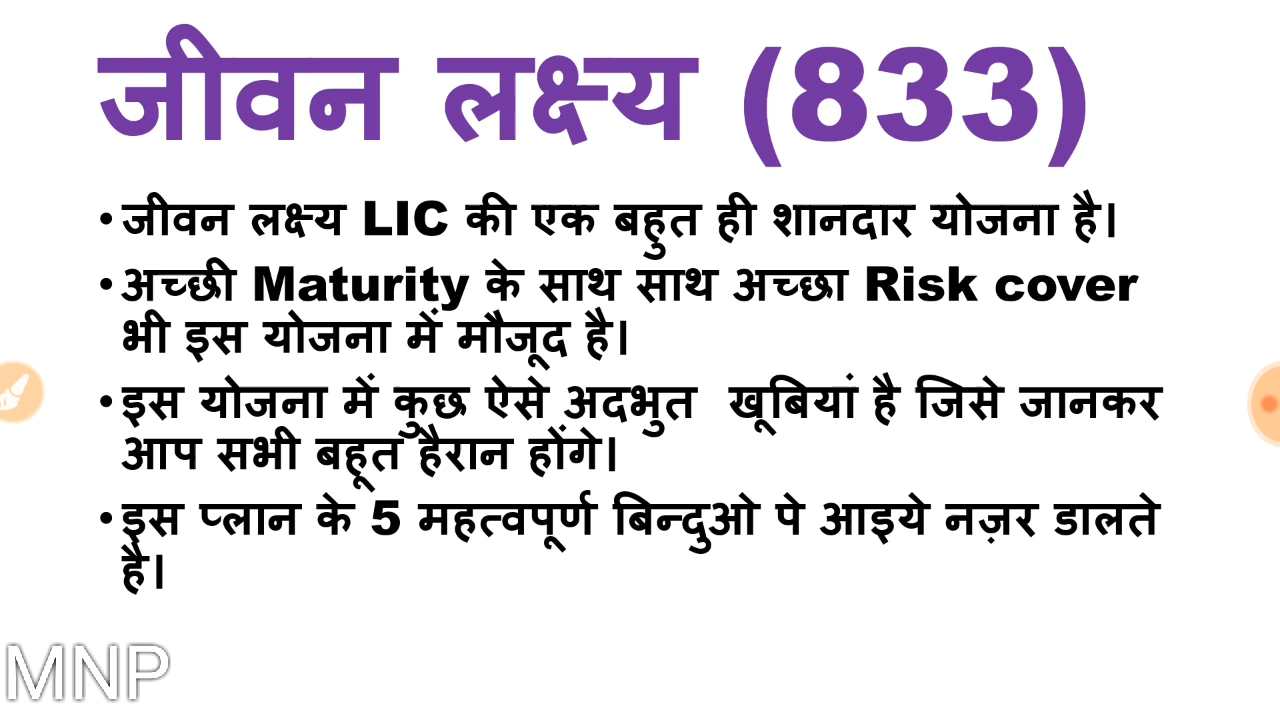 जीवन लक्ष्य (833)
• जीवन लक्ष्य LIC की एक बहुत ही शानदार योजना है।
• अच्छी Maturity के साथ साथ अच्छा Risk cover
भी इस योजना में मौजूद है।
• इस योजना में कुछ ऐसे अदभुत खूबियां है जिसे जानकर
आप सभी बहूत हैरान होंगे।
• इस प्लान के 5 महत्वपूर्ण बिन्दुओ पे आइये नज़र डालते
है।
MNP